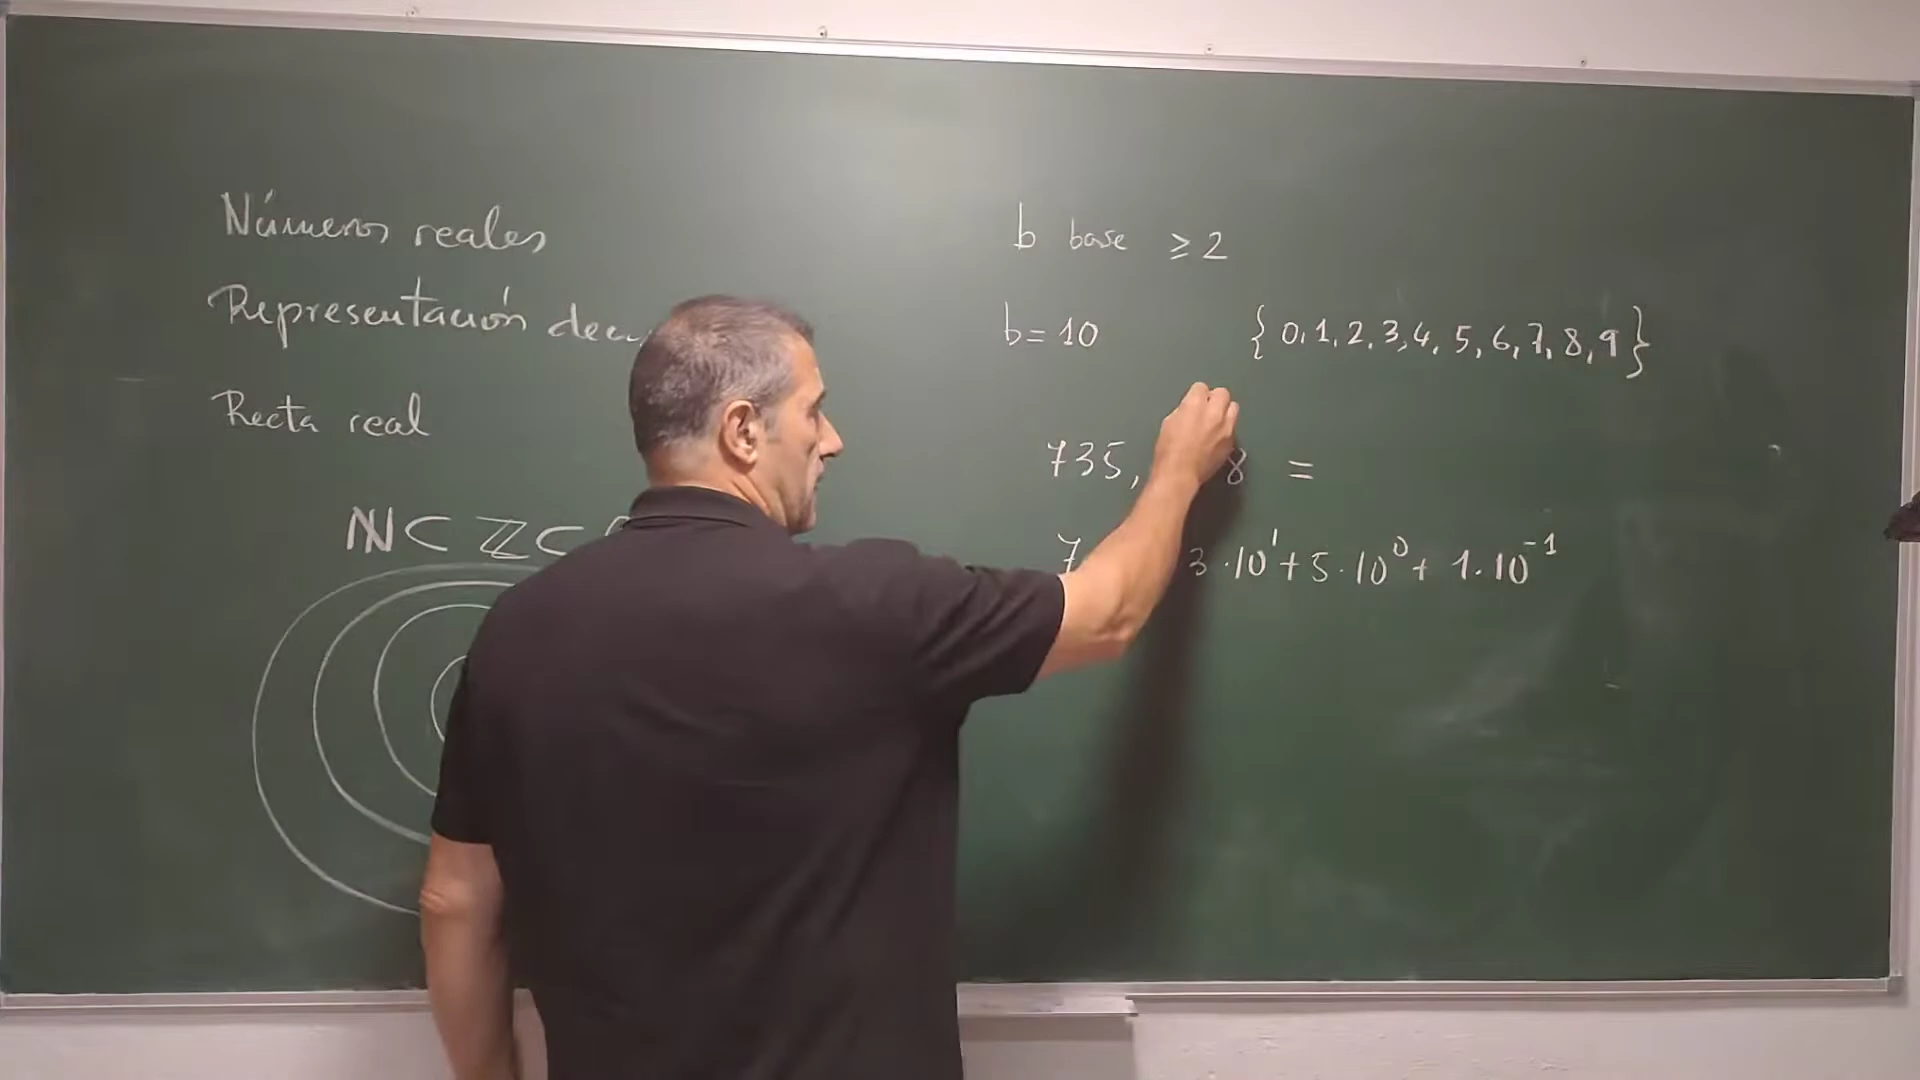 Números reales
Representación
Recta real
ℕ ⊂ ℤ ⊂
b base ≥ 2
b = 10 {0,1,2,3,4,5,6,7,8,9}
735, 8 =
7 3·10¹+5·10⁰+ 1·10⁻¹